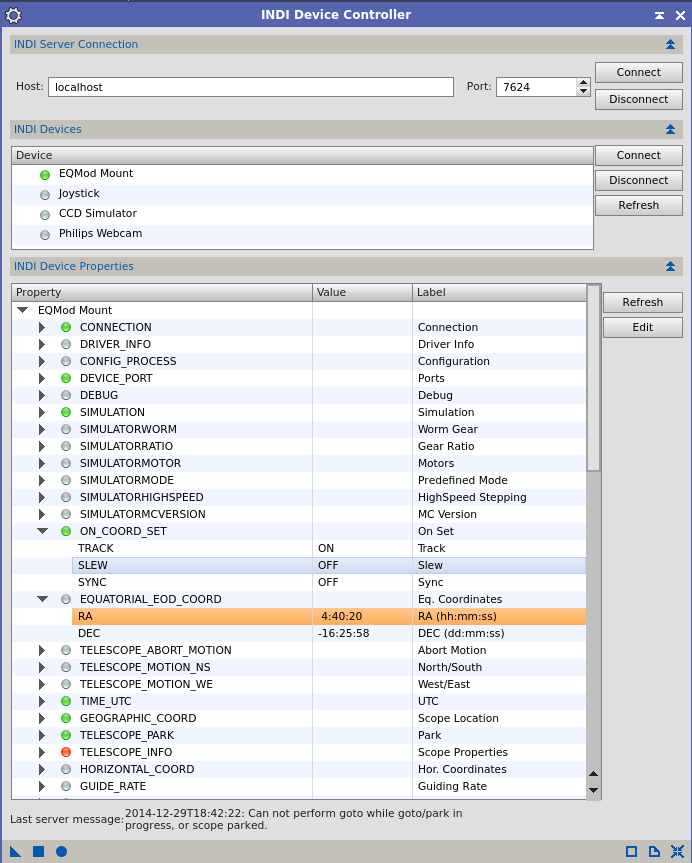 INDI Device Controller
INDI Server Connection
Host: localhost Port: 7624 Connect
Disconnect
INDI Devices
Device Connect
EQMod Mount
Disconnect
Joystick
Refresh
CCD Simulator
Philips Webcam
INDI Device Properties
Property Value Label
Refresh
EQMod Mount
CONNECTION Connection Edit
DRIVER_INFO Driver Info
CONFIG_PROCESS Configuration
DEVICE_PORT Ports
DEBUG Debug
SIMULATION Simulation
SIMULATORWORM Worm Gear
SIMULATORRATIO Gear Ratio
SIMULATORMOTOR Motors
SIMULATORMODE Predefined Mode
SIMULATORHIGHSPEED HighSpeed Stepping
SIMULATORMCVERSION MC Version
ON_COORD_SET On Set
TRACK ON Track
SLEW OFF Slew
SYNC OFF Sync
EQUATORIAL_EOD_COORD Eq. Coordinates
RA 4:40:20 RA (hh:mm:ss)
DEC -16:25:58 DEC (dd:mm:ss)
TELESCOPE_ABORT_MOTION Abort Motion
TELESCOPE_MOTION_NS North/South
TELESCOPE_MOTION_WE West/East
TIME_UTC UTC
GEOGRAPHIC_COORD Scope Location
TELESCOPE_PARK Park
TELESCOPE_INFO Scope Properties
HORIZONTAL_COORD Hor. Coordinates
GUIDE_RATE Guiding Rate
Last server message: 2014-12-29T18:42:22: Can not perform goto while goto/park in
progress, or scope parked.